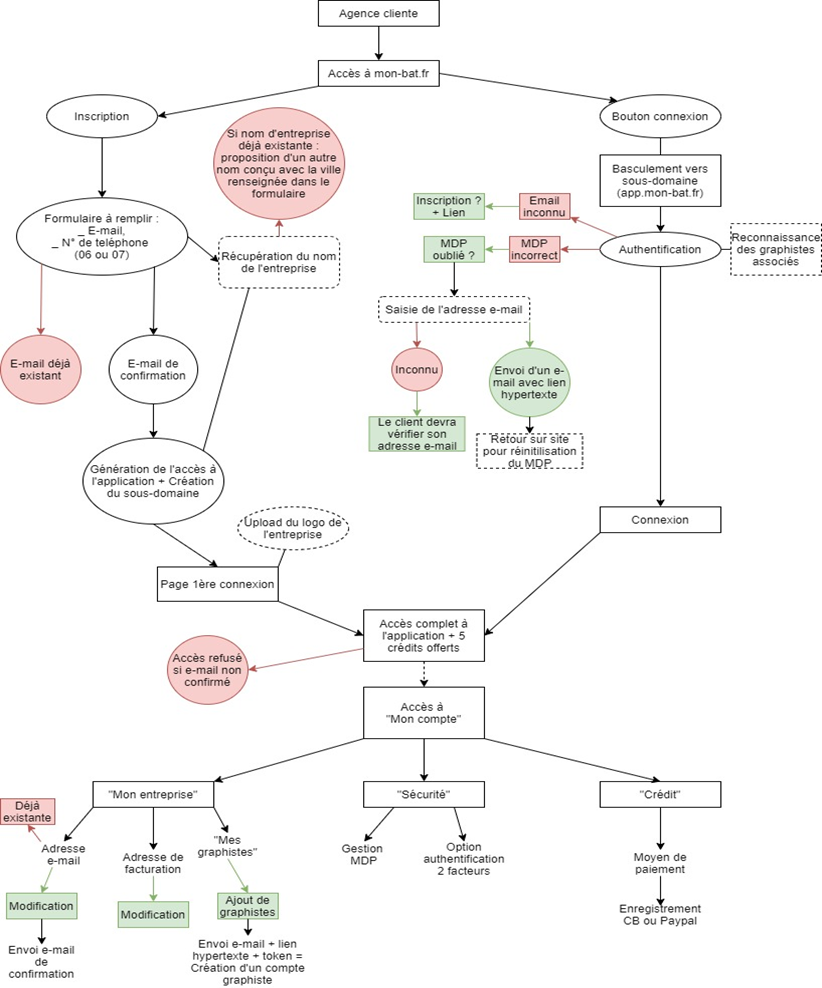 Agence cliente
Accès à mon-bat.fr
Inscription
Bouton connexion
Si nom d'entreprise
déjà existante :
proposition d'un autre
nom conçu avec la ville
renseignée dans le
formulaire
Basculement vers
sous-domaine
(app.mon-bat.fr)
Formulaire à remplir :
_ E-mail,
_ N° de teléphone
(06 ou 07)
Récupération du nom
de l'entreprise
Inscription ?
+ Lien
Email
inconnu
MDP
oublié ?
MDP
incorrect
Authentification
Reconnaissance
des graphistes
associés
Saisie de l'adresse e-mail
E-mail déjà
existant
E-mail de
confirmation
Inconnu
Envoi d'un e-
mail avec lien
hypertexte
Le client devra
vérifier son
adresse e-mail
Retour sur site
pour réinitilisation
du MDP
Génération de l'accès à
l'application + Création
du sous-domaine
Upload du logo de
l'entreprise
Connexion
Page 1ère connexion
Accès complet à
l'application + 5
crédits offerts
Accès refusé
si e-mail non
confirmé
Accès à
"Mon compte"
"Mon entreprise"
"Sécurité"
"Crédit"
Déjà
existante
Adresse
e-mail
Adresse de
facturation
"Mes
graphistes"
Gestion
MDP
Option
authentification
2 facteurs
Moyen de
paiement
Modification
Modification
Ajout de
graphistes
Enregistrement
CB ou Paypal
Envoi e-mail
de
confirmation
Envoi e-mail + lien
hypertexte + token =
Création d'un compte
graphiste